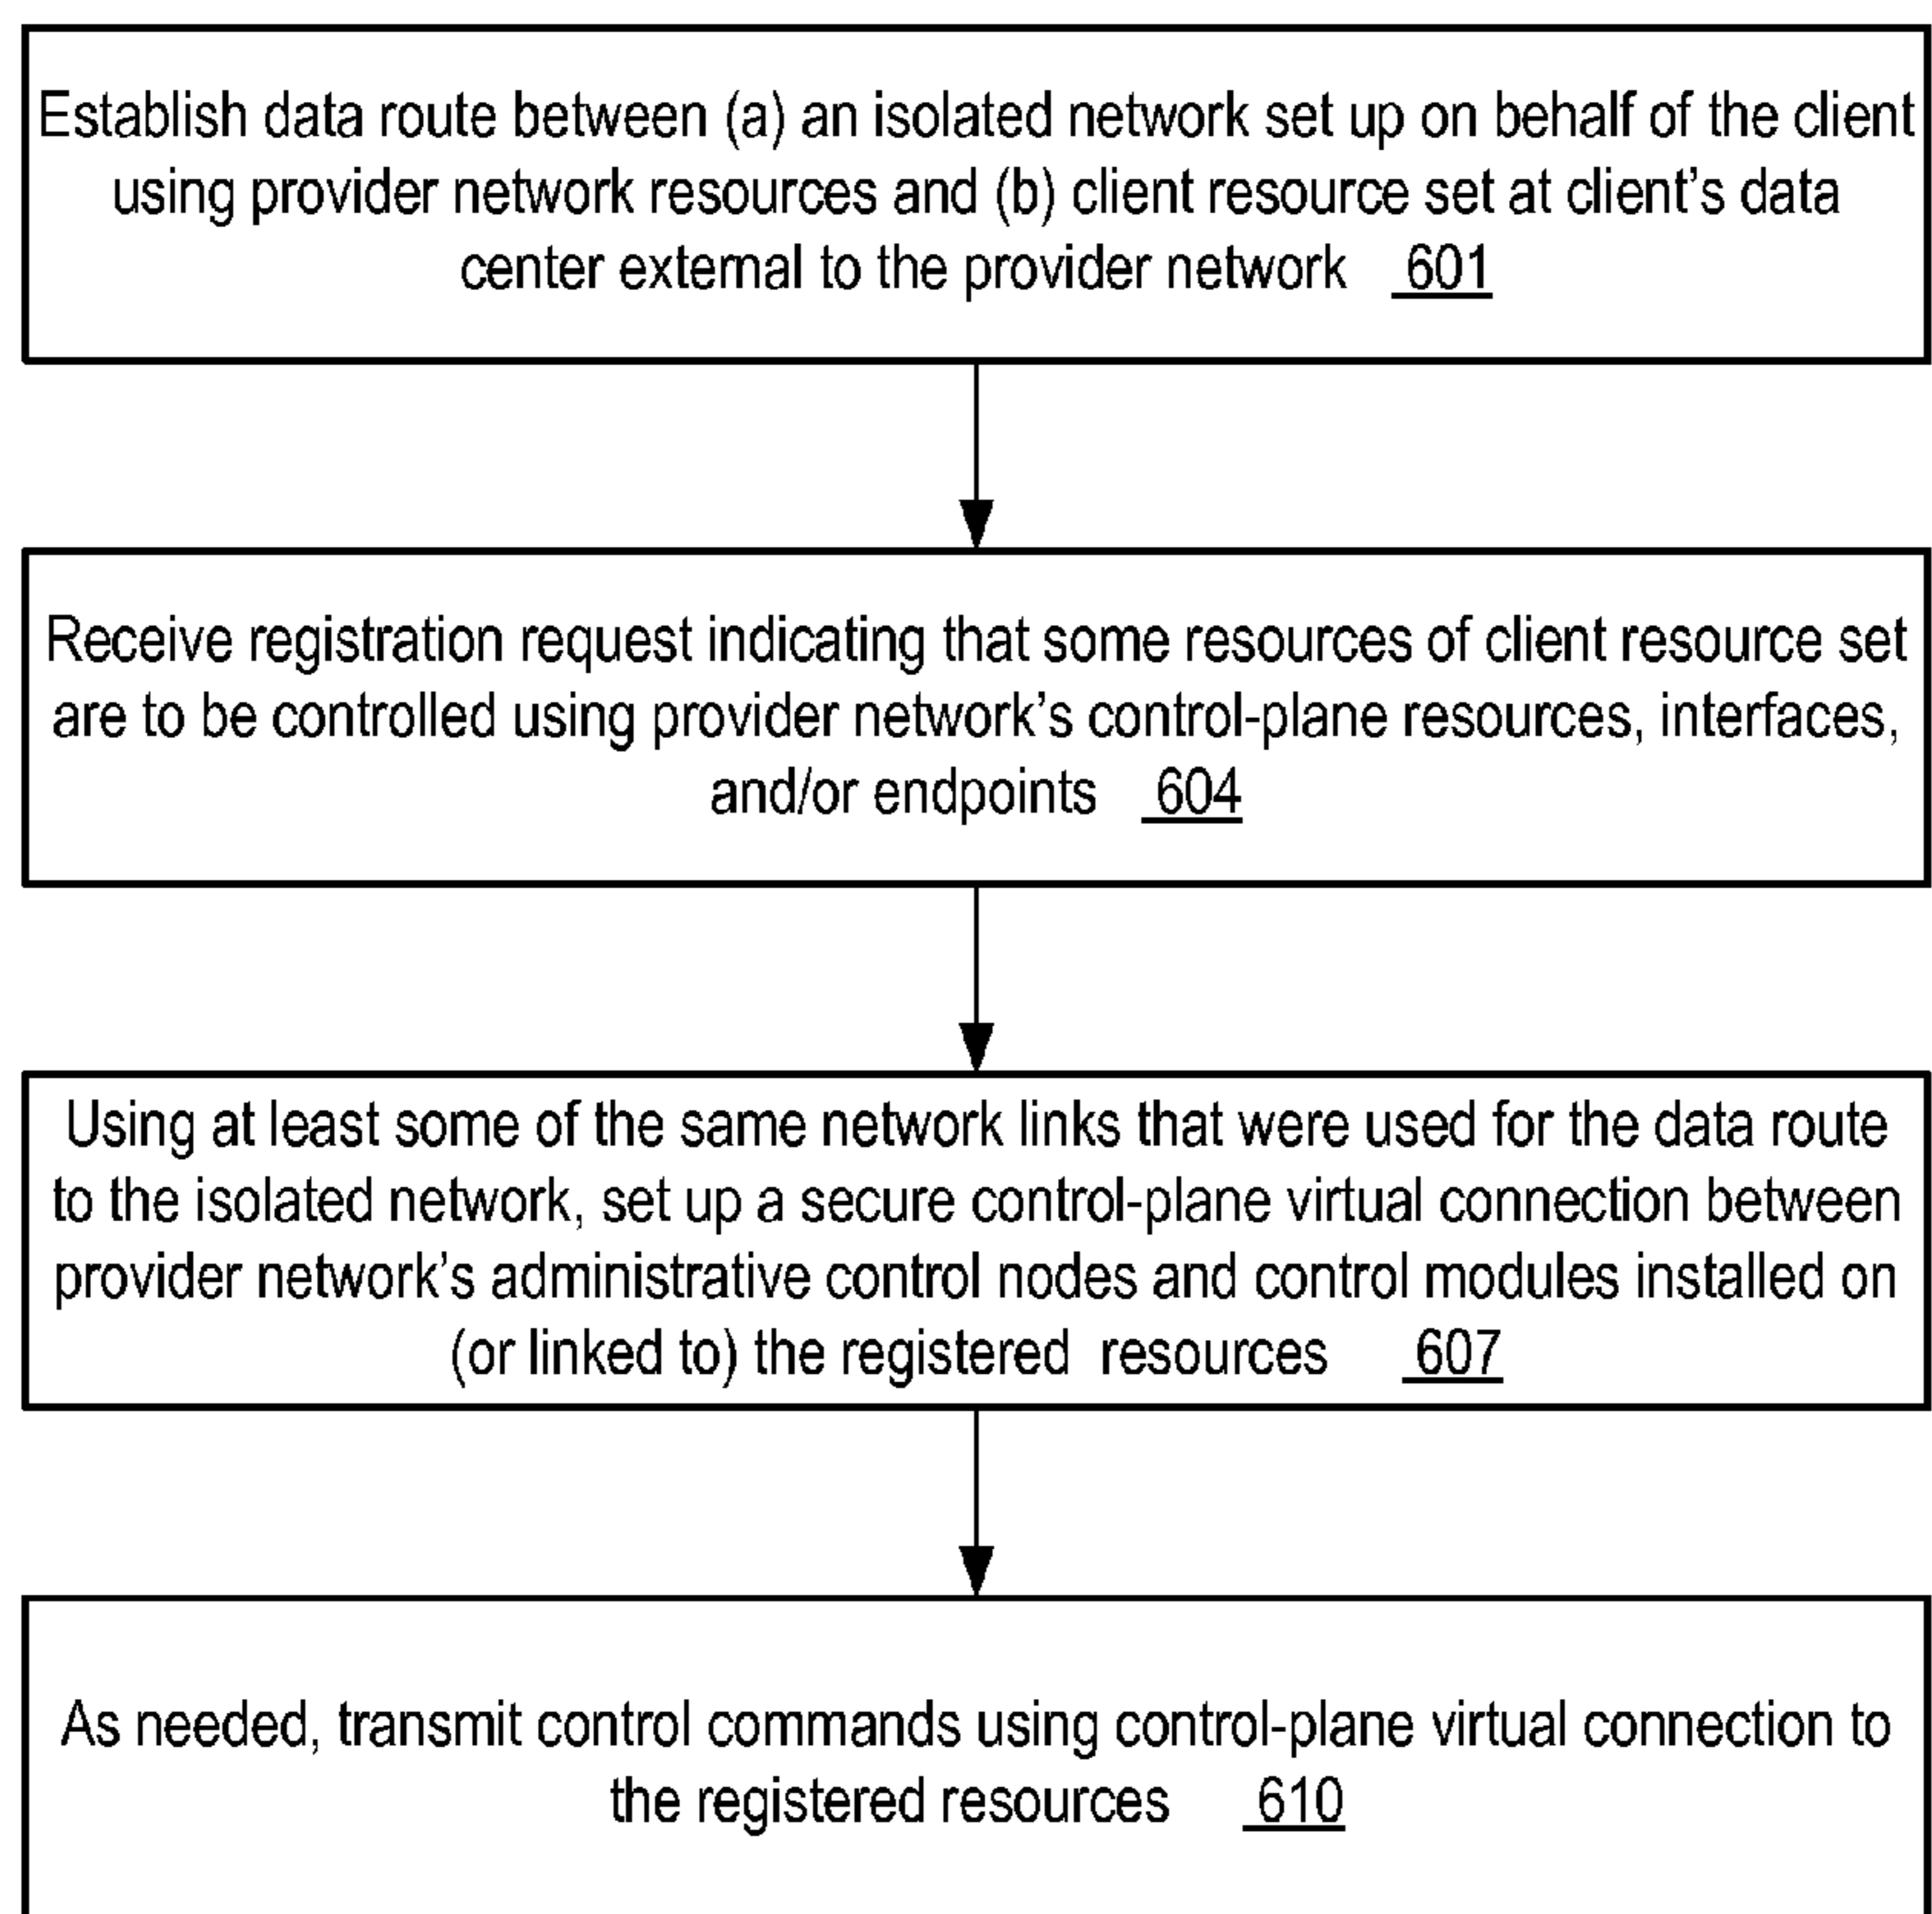 Establish data route between (a) an isolated network set up on behalf of the client
using provider network resources and (b) client resource set at client's data
center external to the provider network 601
Receive registration request indicating that some resources of client resource set
are to be controlled using provider network's control-plane resources, interfaces,
and/or endpoints 604
Using at least some of the same network links that were used for the data route
to the isolated network, set up a secure control-plane virtual connection between
provider network's administrative control nodes and control modules installed on
(or linked to) the registered resources 607
As needed, transmit control commands using control-plane virtual connection to
the registered resources 610